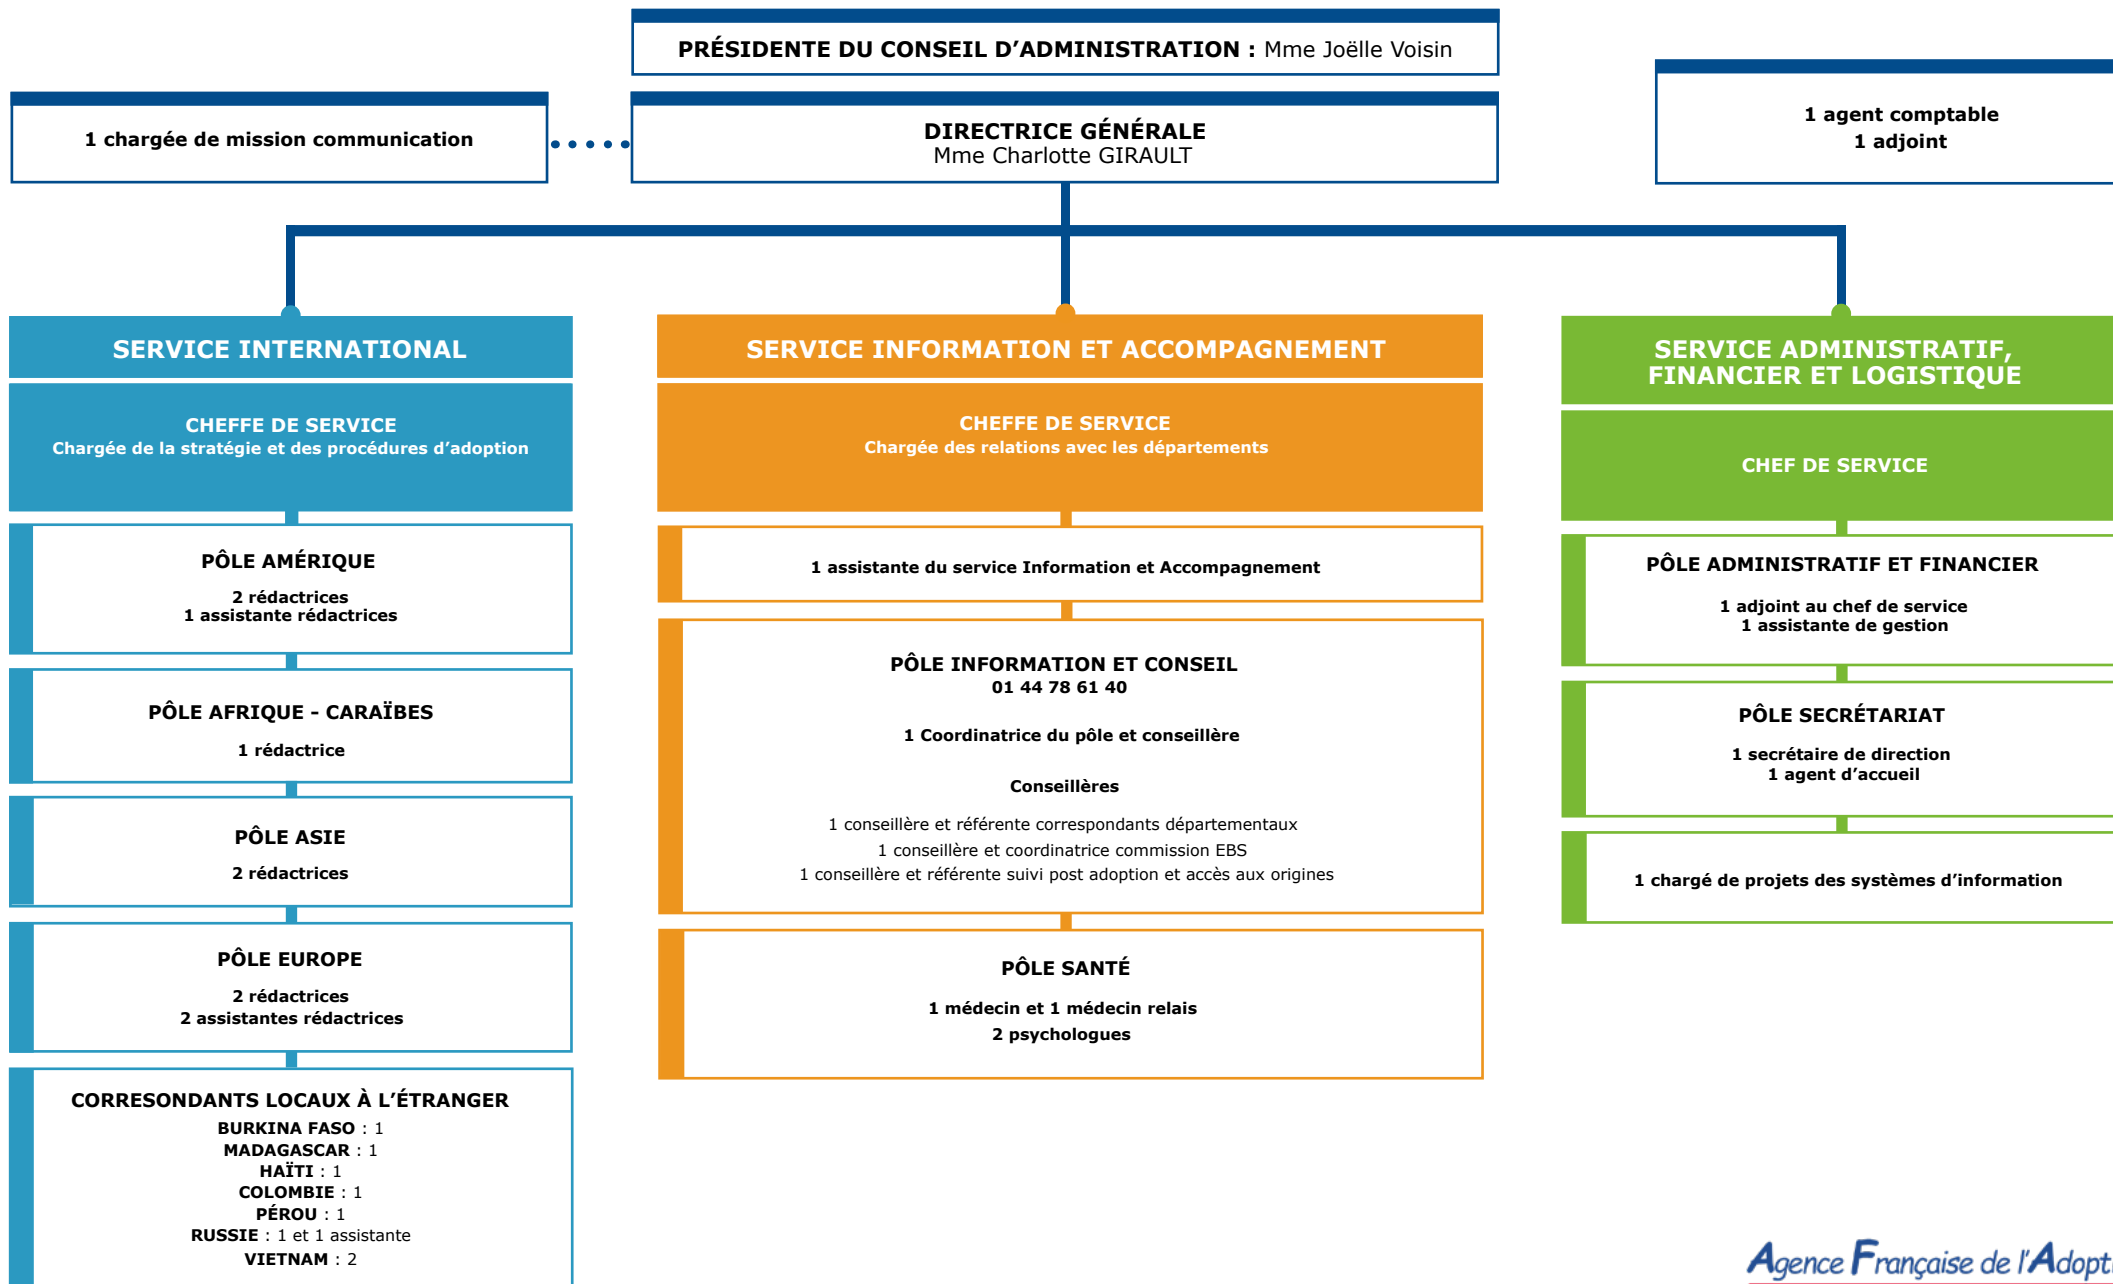 PRÉSIDENTE DU CONSEIL D’ADMINISTRATION : Mme Joëlle Voisin
1 chargée de mission communication
DIRECTRICE GÉNÉRALE
Mme Charlotte GIRAULT
1 agent comptable
1 adjoint
SERVICE INTERNATIONAL
CHEFFE DE SERVICE
Chargée de la stratégie et des procédures d’adoption
PÔLE AMÉRIQUE
2 rédactrices
1 assistante rédactrices
PÔLE AFRIQUE - CARAÏBES
1 rédactrice
PÔLE ASIE
2 rédactrices
PÔLE EUROPE
2 rédactrices
2 assistantes rédactrices
CORRESONDANTS LOCAUX À L’ÉTRANGER
BURKINA FASO : 1
MADAGASCAR : 1
HAÏTI : 1
COLOMBIE : 1
PÉROU : 1
RUSSIE : 1 et 1 assistante
VIETNAM : 2
SERVICE INFORMATION ET ACCOMPAGNEMENT
CHEFFE DE SERVICE
Chargée des relations avec les départements
1 assistante du service Information et Accompagnement
PÔLE INFORMATION ET CONSEIL
01 44 78 61 40
1 Coordinatrice du pôle et conseillère
Conseillères
1 conseillère et référente correspondants départementaux
1 conseillère et coordinatrice commission EBS
1 conseillère et référente suivi post adoption et accès aux origines
PÔLE SANTÉ
1 médecin et 1 médecin relais
2 psychologues
SERVICE ADMINISTRATIF,
FINANCIER ET LOGISTIQUE
CHEF DE SERVICE
PÔLE ADMINISTRATIF ET FINANCIER
1 adjoint au chef de service
1 assistante de gestion
PÔLE SECRÉTARIAT
1 secrétaire de direction
1 agent d’accueil
1 chargé de projets des systèmes d’information
Agence Française de l’Adopt